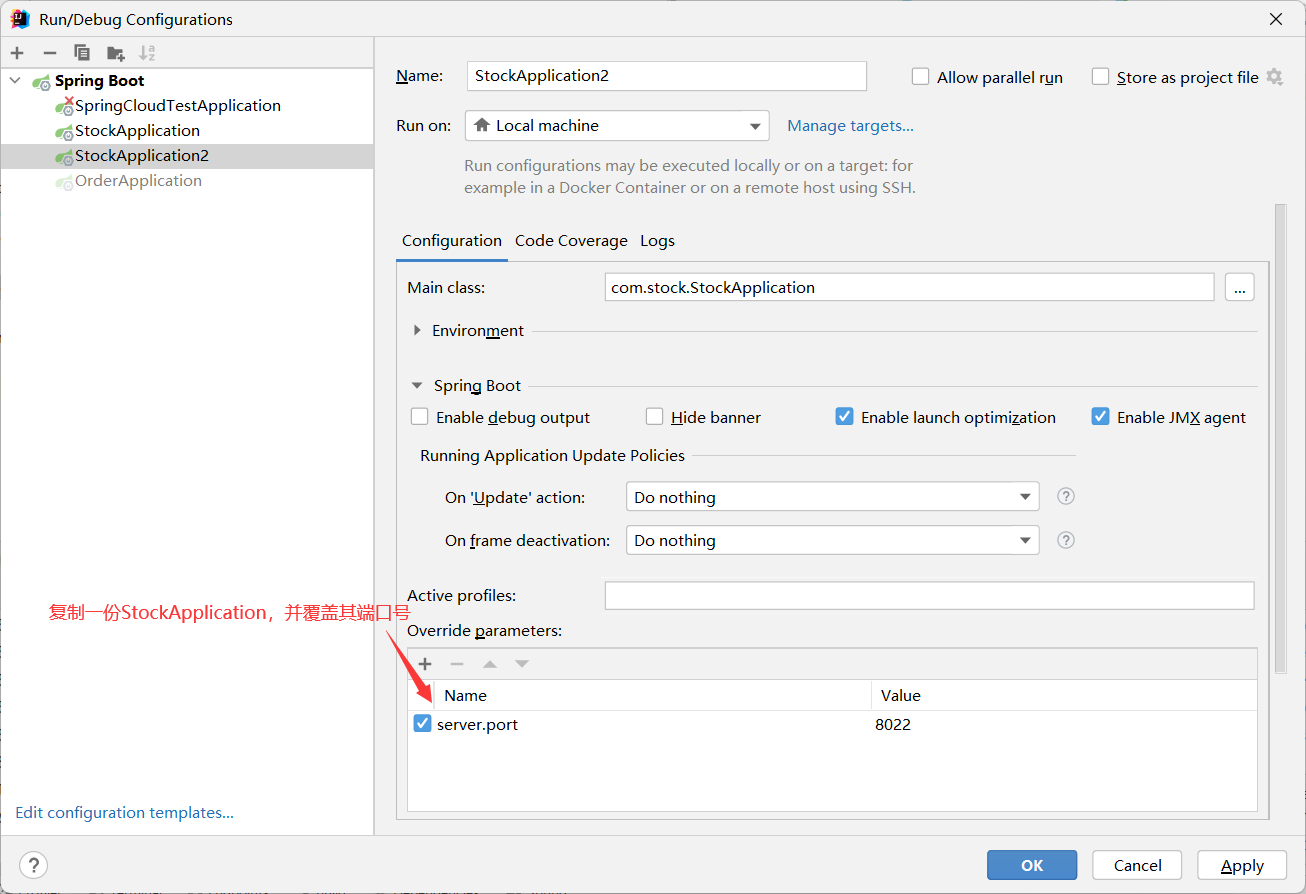 Run/Debug Configurations
Spring Boot
SpringCloudTestApplication
StockApplication
StockApplication2
OrderApplication
Edit configuration templates...
Name: StockApplication2 Allow parallel run Store as project file
Run on: Local machine Manage targets...
Run configurations may be executed locally or on a target: for
example in a Docker Container or on a remote host using SSH.
Configuration Code Coverage Logs
Main class: com.stock.StockApplication ...
Environment
Spring Boot
Enable debug output Hide banner Enable launch optimization Enable JMX agent
Running Application Update Policies
On 'Update' action: Do nothing ?
On frame deactivation: Do nothing ?
Active profiles:
复制一份StockApplication，并覆盖其端口号
Override parameters:
Name Value
server.port 8022
? OK Cancel Apply